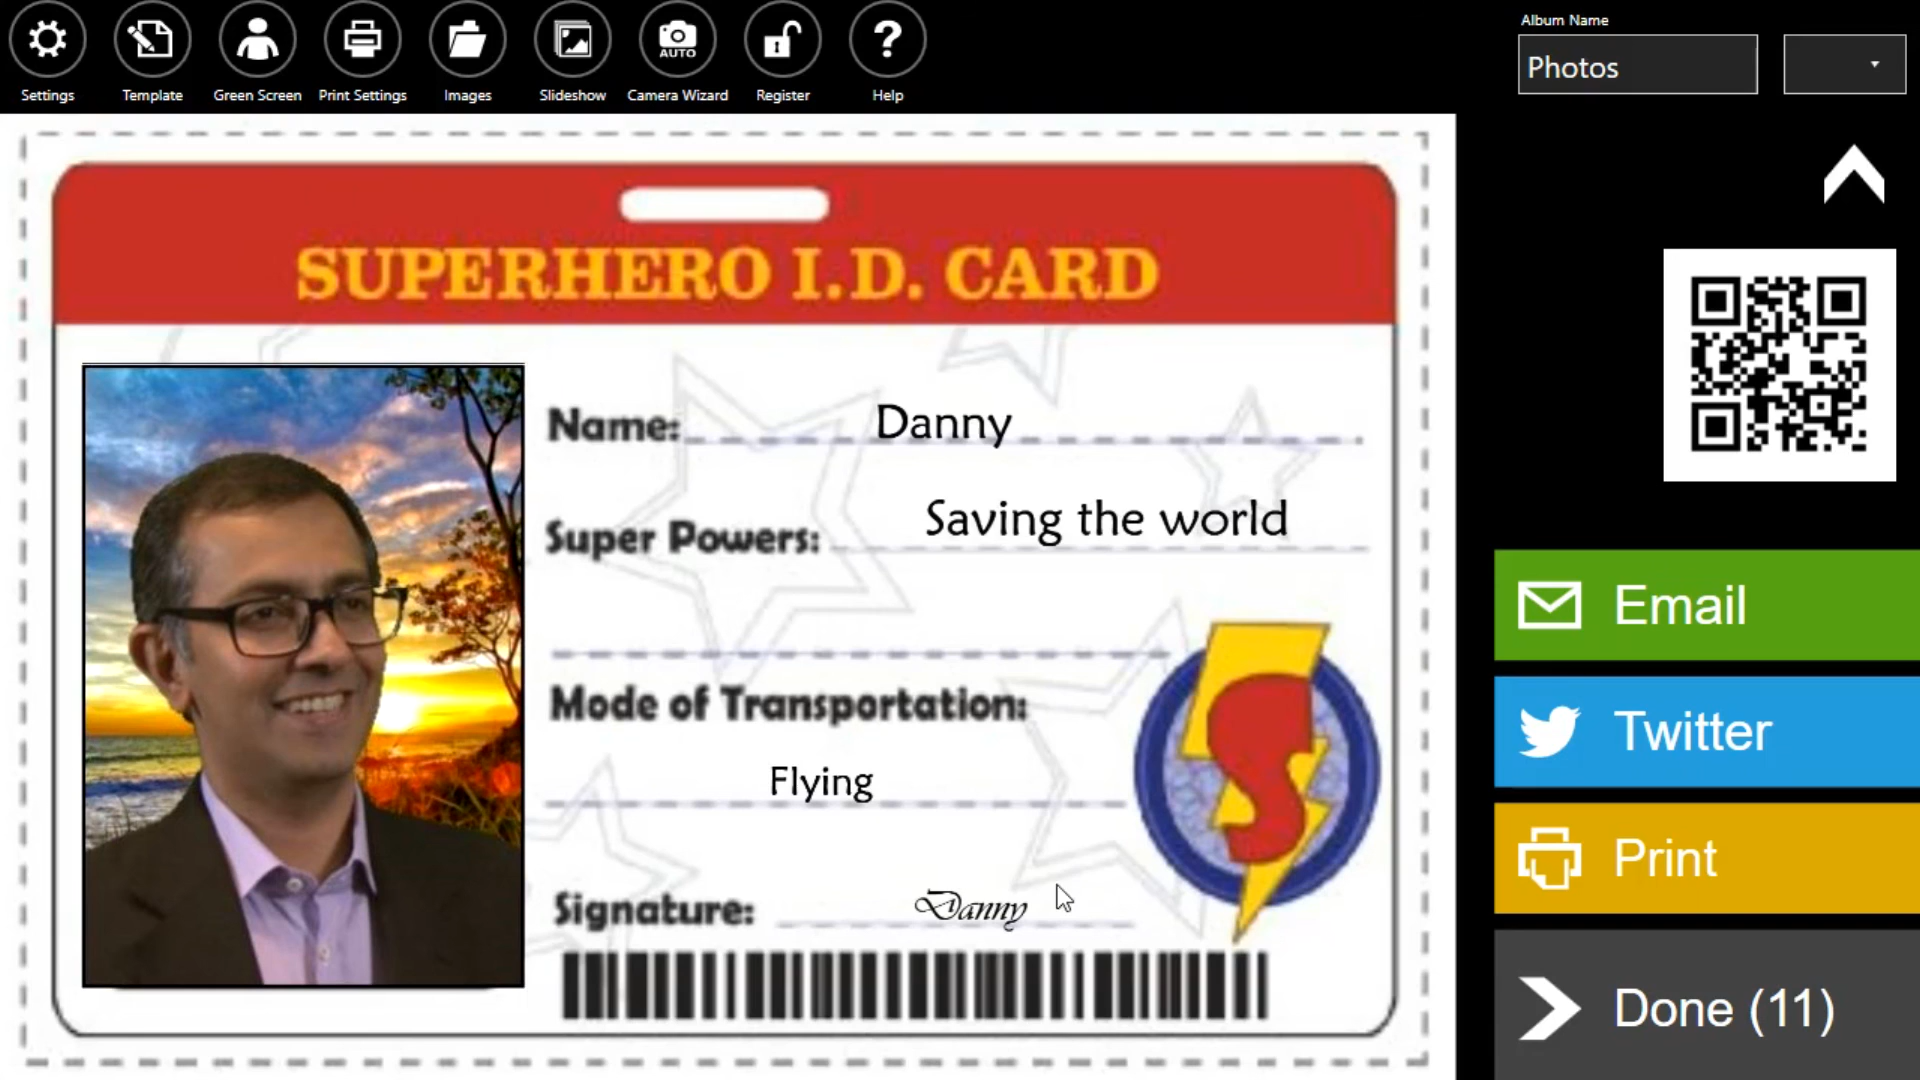 Settings
Template
Green Screen
Print Settings
Images
Slideshow
AUTO
Camera Wizard
Register
Help
Album Name
Photos
SUPERHERO I.D. CARD
Name: Danny
Super Powers: Saving the world
Mode of Transportation:
Flying
Signature: Danny
S
Email
Twitter
Print
Done (11)